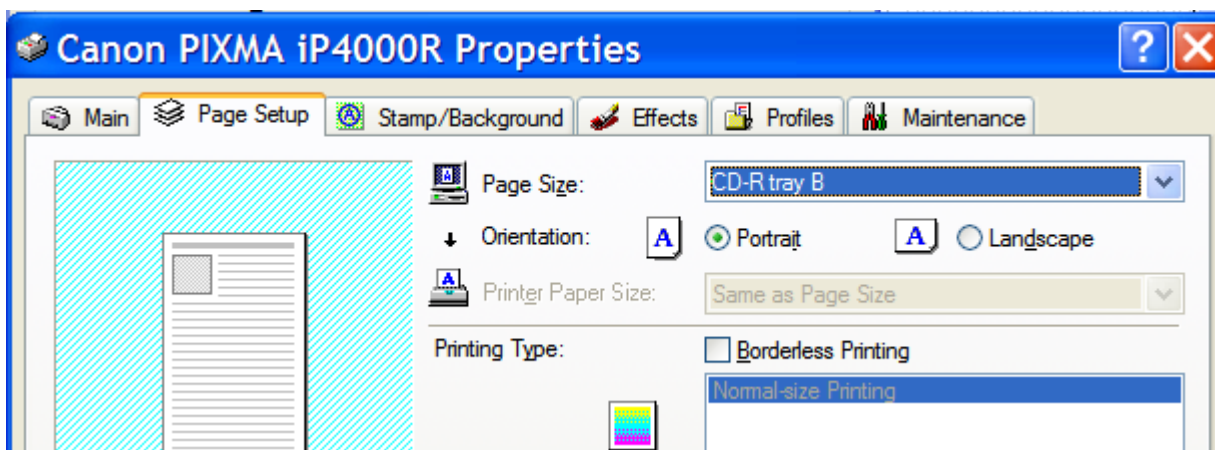 Canon PIXMA iP4000R Properties
Main Page Setup Stamp/Background Effects Profiles Maintenance
Page Size: CD-R tray B
Orientation: A Portrait A Landscape
Printer Paper Size: Same as Page Size
Printing Type: Borderless Printing
Normal-size Printing